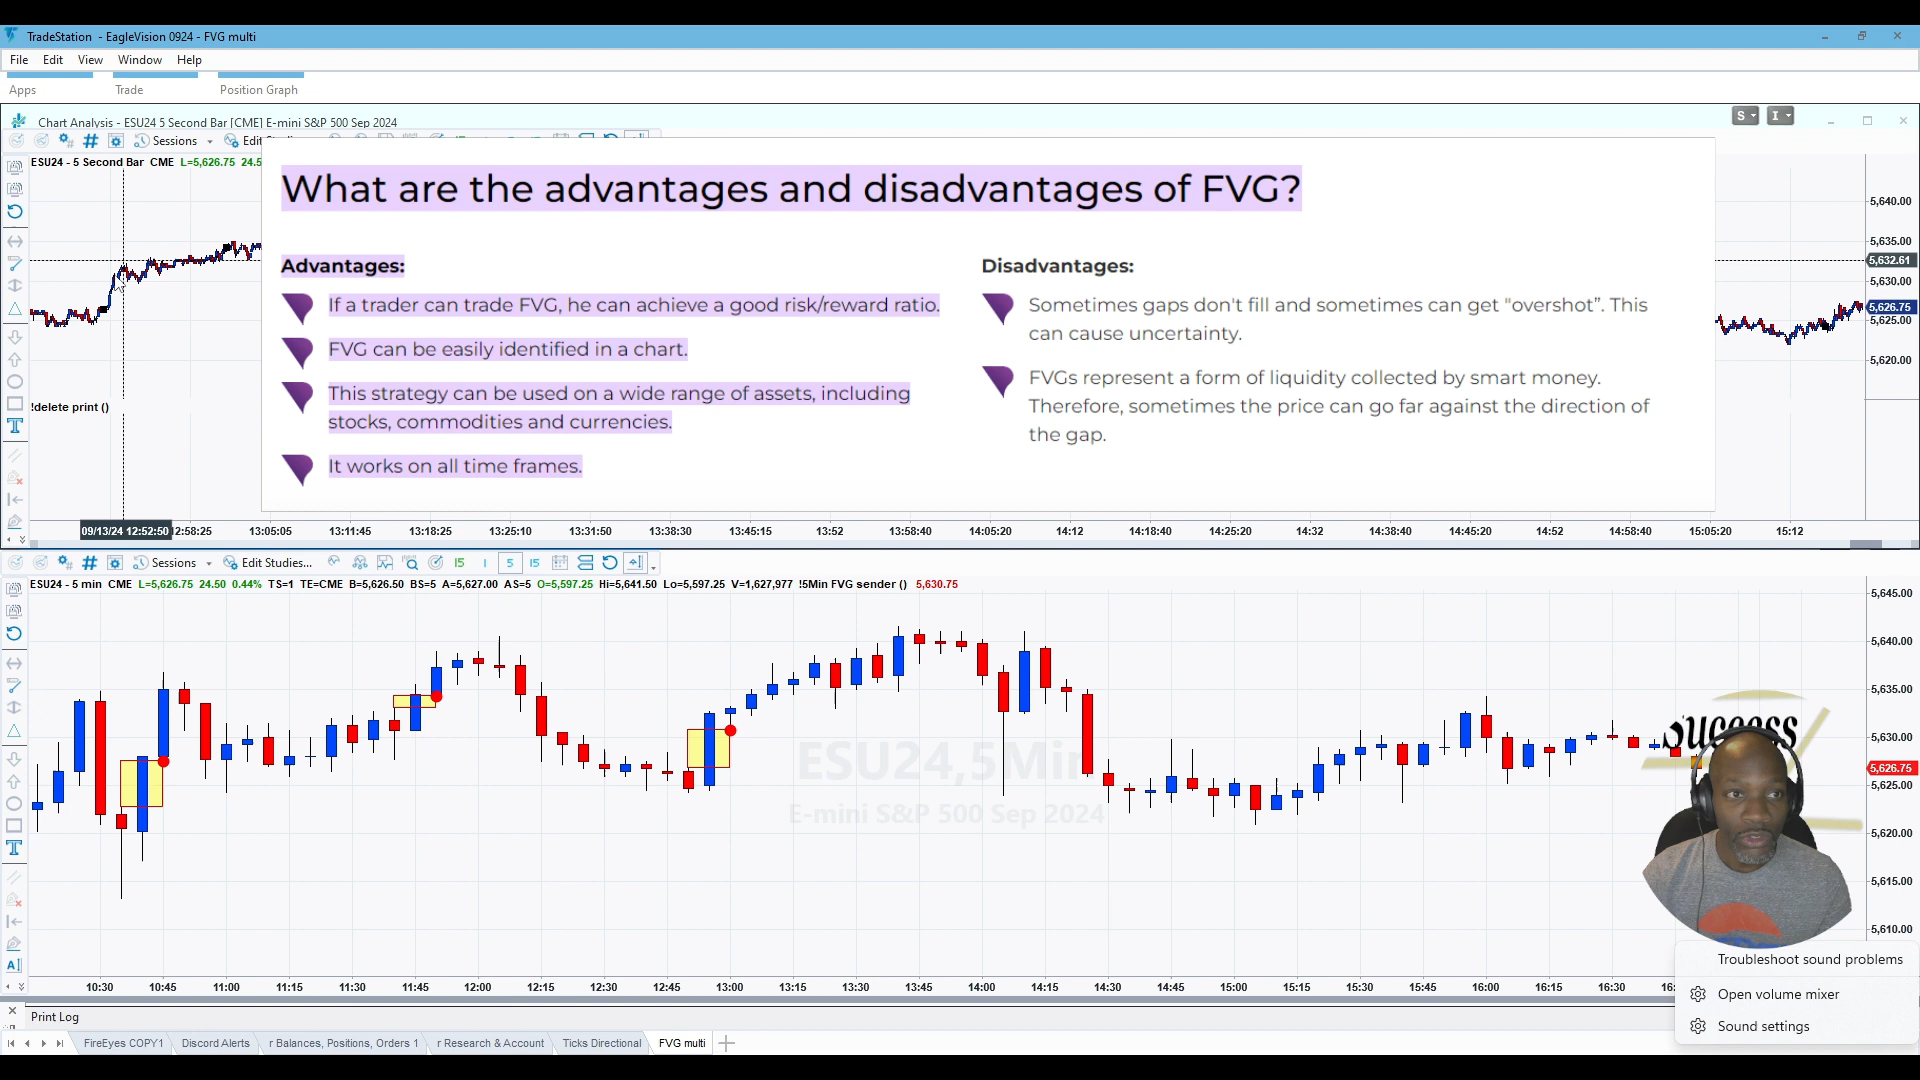 TradeStation - EagleVision 0924 - FVG multi
File Edit View Window Help
Apps Trade Position Graph
Chart Analysis - ESU24 5 Second Bar [CME] E-mini S&P 500 Sep 2024
S I
Sessions Edit
ESU24 - 5 Second Bar CME L=5,626.75 24.5
What are the advantages and disadvantages of FVG?
Advantages:
If a trader can trade FVG, he can achieve a good risk/reward ratio.
FVG can be easily identified in a chart.
This strategy can be used on a wide range of assets, including
stocks, commodities and currencies.
It works on all time frames.
Disadvantages:
Sometimes gaps don't fill and sometimes can get "overshot”. This
can cause uncertainty.
FVGs represent a form of liquidity collected by smart money.
Therefore, sometimes the price can go far against the direction of
the gap.
5,640.00
5,635.00
5,632.61
5,630.00
5,626.75
5,625.00
5,620.00
!delete print ()
09/13/24 12:52:50 12:58:25 13:05:05 13:11:45 13:18:25 13:25:10 13:31:50 13:38:30 13:45:15 13:52 13:58:40 14:05:20 14:12 14:18:40 14:25:20 14:32 14:38:40 14:45:20 14:52 14:58:40 15:05:20 15:12
Sessions Edit Studies... 15 1 5 15
ESU24 - 5 min CME L=5,626.75 24.50 0.44% TS=1 TE=CME B=5,626.50 BS=5 A=5,627.00 AS=5 O=5,597.25 Hi=5,641.50 Lo=5,597.25 V=1,627,977 !5Min FVG sender () 5,630.75
5,645.00
5,640.00
5,635.00
5,630.00
5,626.75
5,625.00
5,620.00
5,615.00
5,610.00
ESU24,5Min
E-mini S&P 500 Sep 2024
success
10:30 10:45 11:00 11:15 11:30 11:45 12:00 12:15 12:30 12:45 13:00 13:15 13:30 13:45 14:00 14:15 14:30 14:45 15:00 15:15 15:30 15:45 16:00 16:15 16:30
Troubleshoot sound problems
Open volume mixer
Sound settings
Print Log
FireEyes COPY1 Discord Alerts r Balances, Positions, Orders 1 r Research & Account Ticks Directional FVG multi